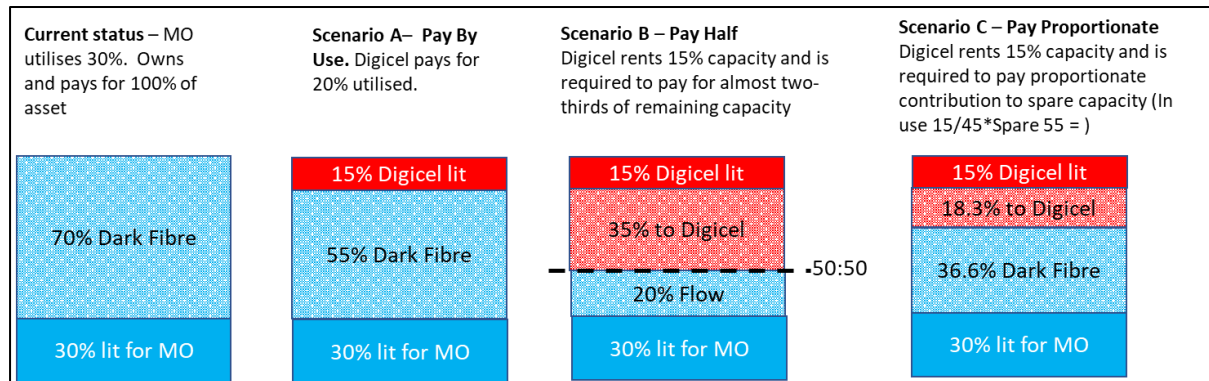 Current status – MO
utilises 30%.  Owns
and pays for 100% of
asset
Scenario A–  Pay By
Use. Digicel pays for
20% utilised.
Scenario B – Pay Half
Digicel rents 15% capacity and is
required to pay for almost two-
thirds of remaining capacity
Scenario C – Pay Proportionate
Digicel rents 15% capacity and is
required to pay proportionate
contribution to spare capacity (In
use 15/45*Spare 55 = )
70% Dark Fibre
30% lit for MO
15% Digicel lit
55% Dark Fibre
30% lit for MO
15% Digicel lit
35% to Digicel
50:50
20% Flow
30% lit for MO
15% Digicel lit
18.3% to Digicel
36.6% Dark Fibre
30% lit for MO